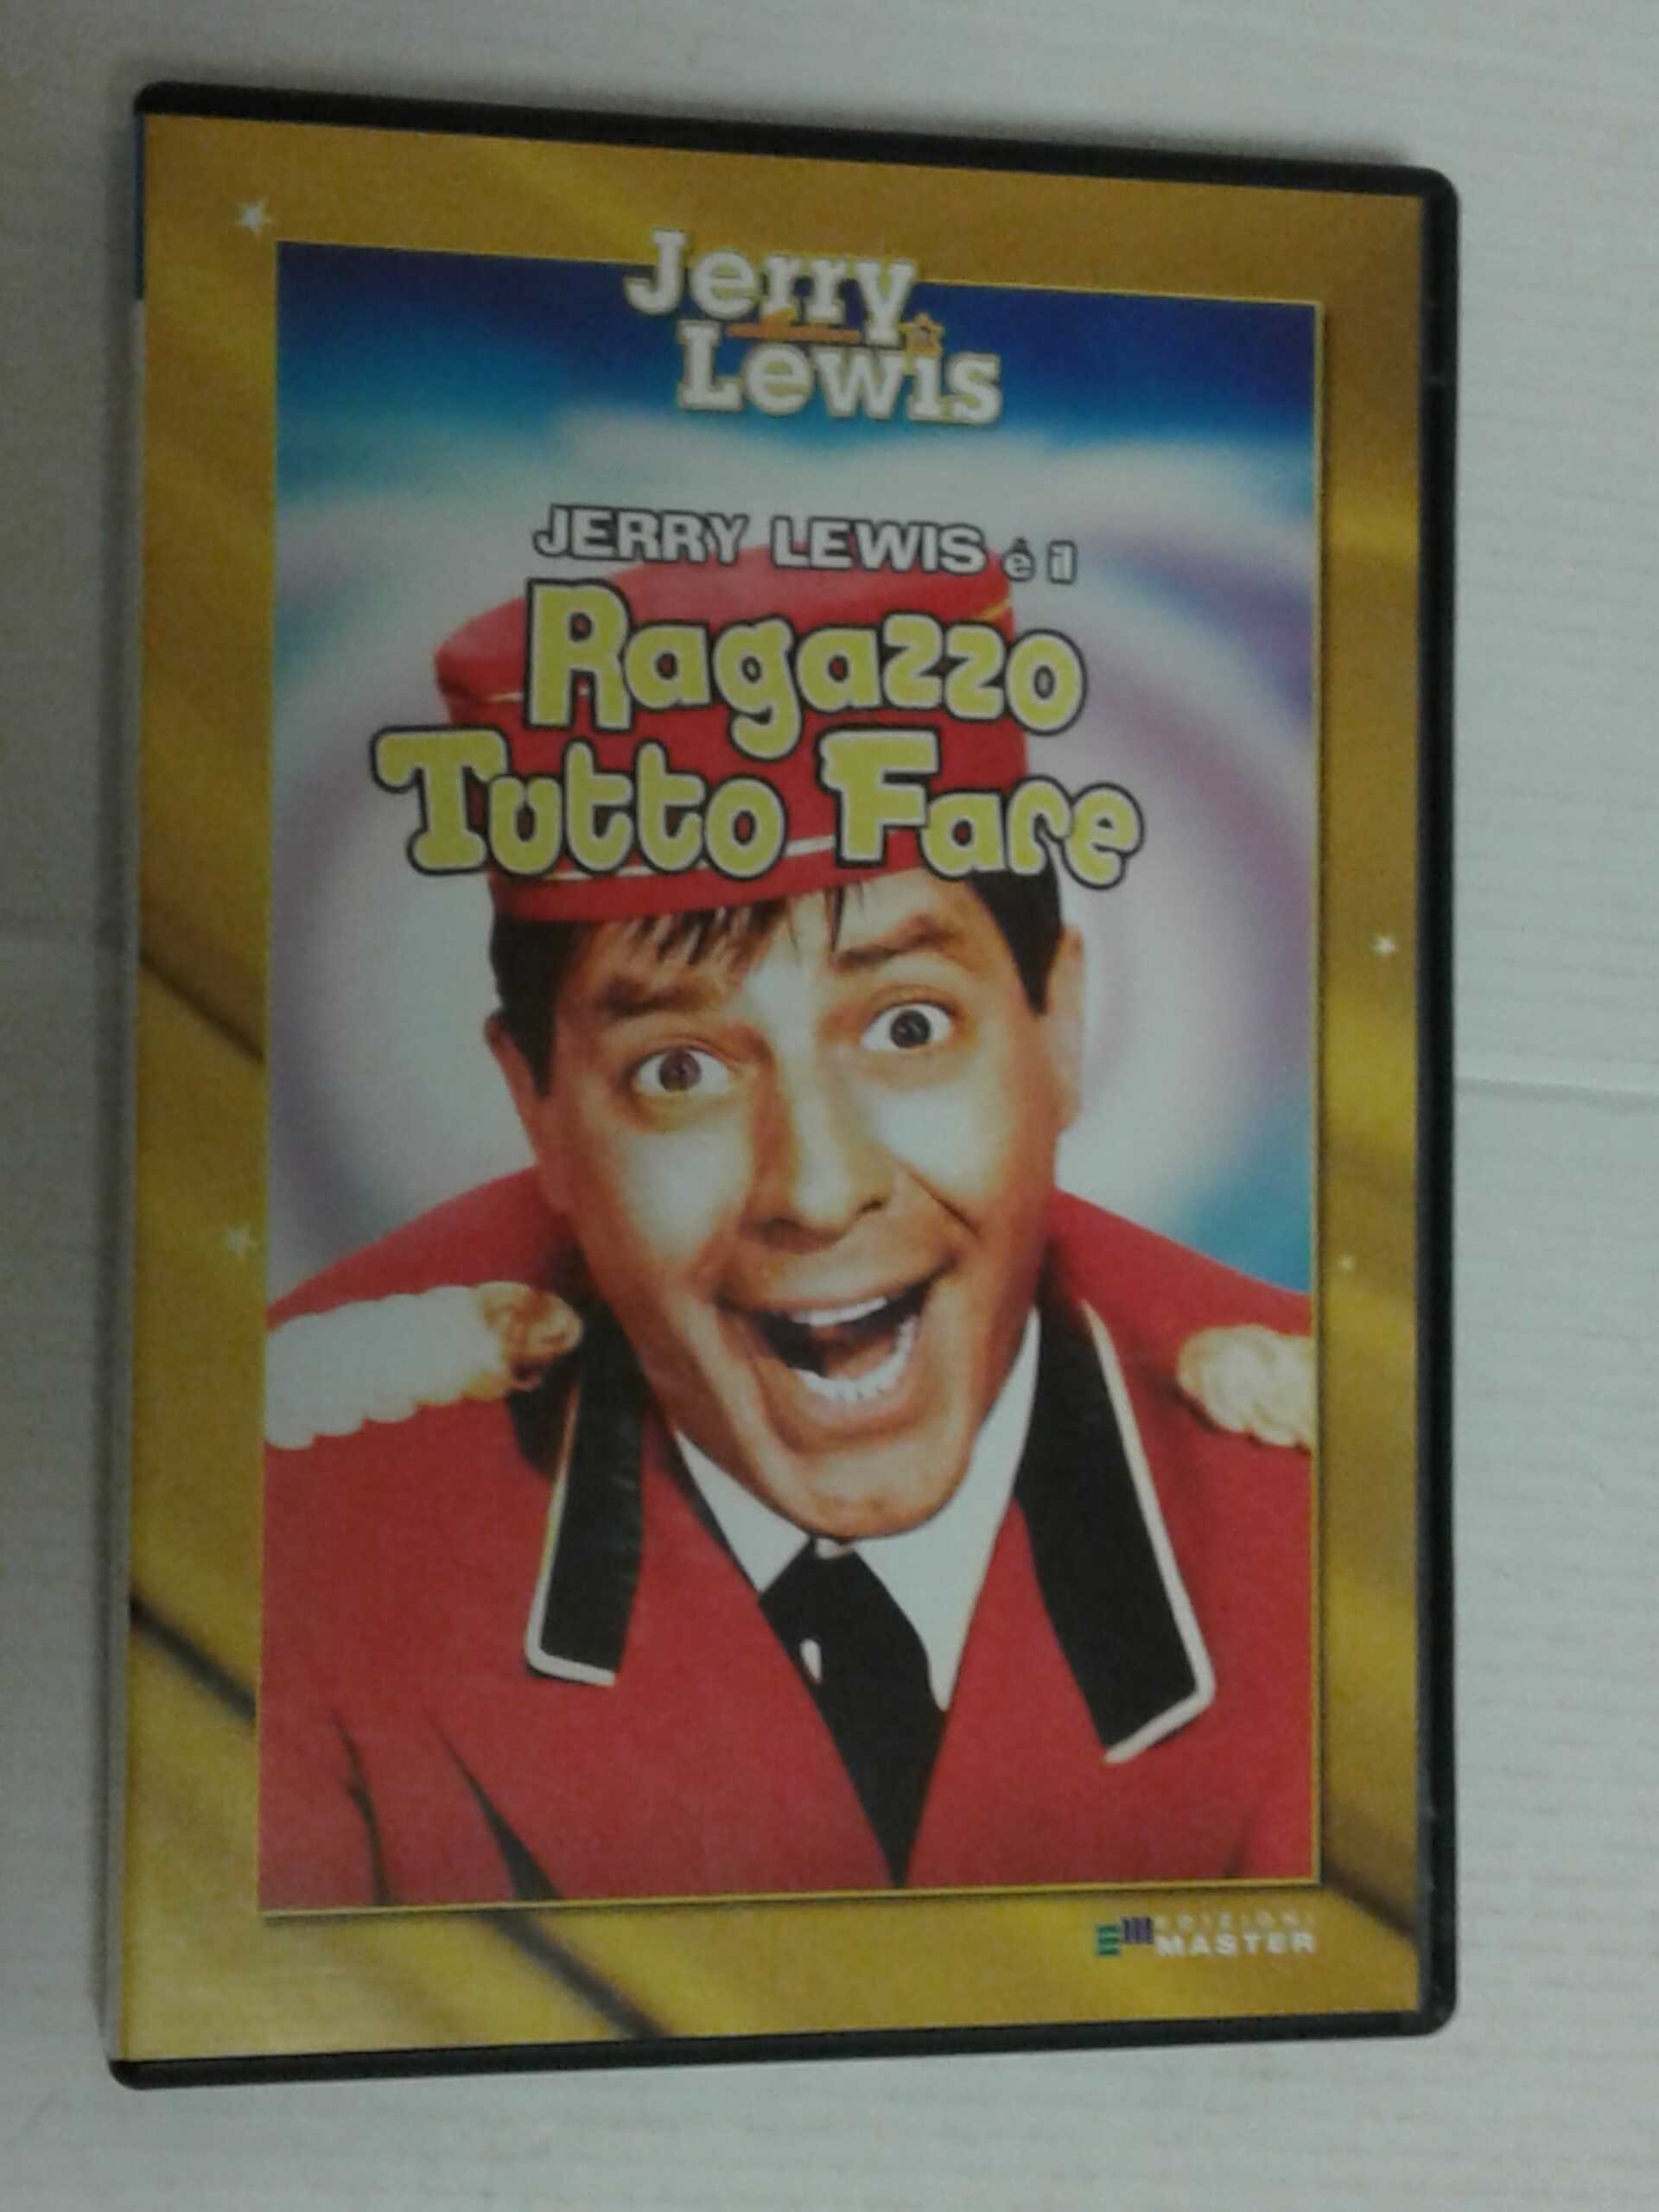 Jerry
Lewis
JERRY LEWIS è il
Ragazzo
Tutto Fare
EDIZIONI
MASTER